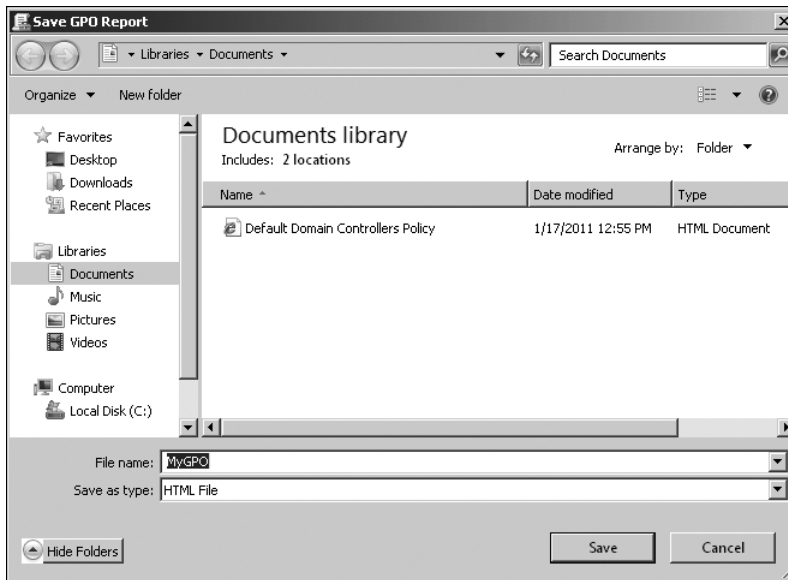 Save GPO Report
Libraries Documents
Search Documents
Organize New folder
Favorites
Desktop
Downloads
Recent Places
Libraries
Documents
Music
Pictures
Videos
Computer
Local Disk (C:)
Documents library
Includes: 2 locations
Arrange by: Folder
Name Date modified Type
Default Domain Controllers Policy 1/17/2011 12:55 PM HTML Document
File name: MyGPO
Save as type: HTML File
Hide Folders
Save Cancel